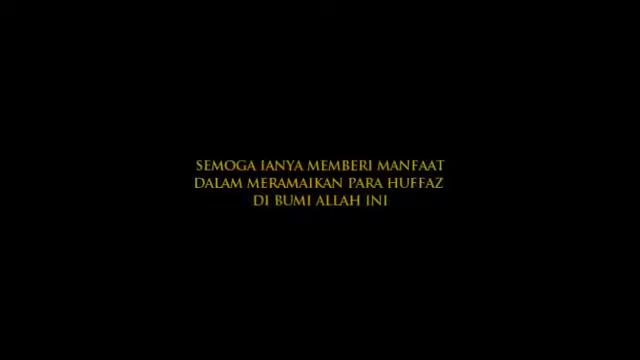 SEMOGA IANYA MEMBERI MANFAAT
DALAM MERAMAIKAN PARA HUFFAZ
DI BUMI ALLAH INI